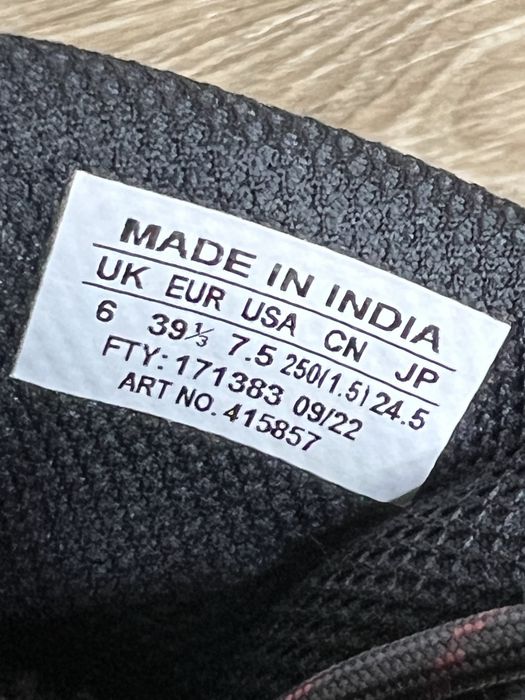 MADE IN INDIA
UK EUR USA CN JP
6 39⅓ 7.5 250(1.5) 24.5
FTY: 171383 09/22
ART NO. 415857